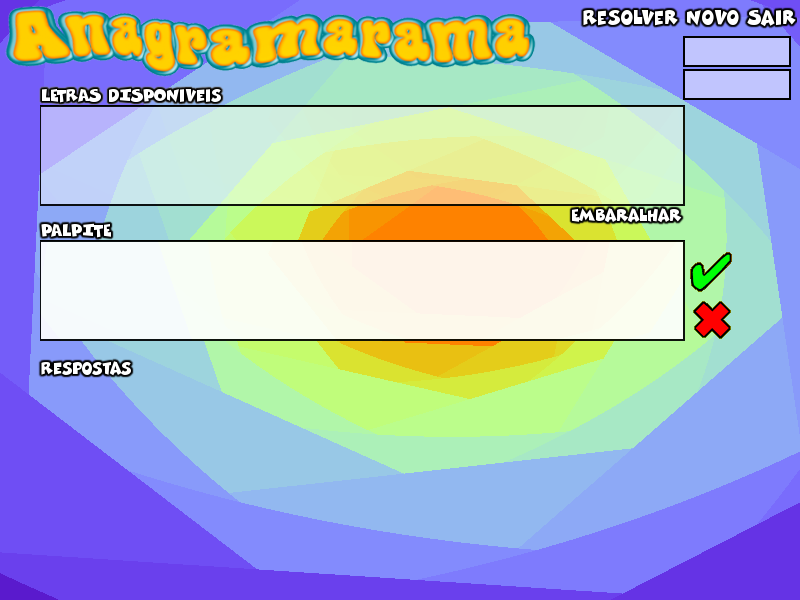 Anagramarama
RESOLVER NOVO SAIR
LETRAS DISPONIVEIS
EMBARALHAR
PALPITE
RESPOSTAS